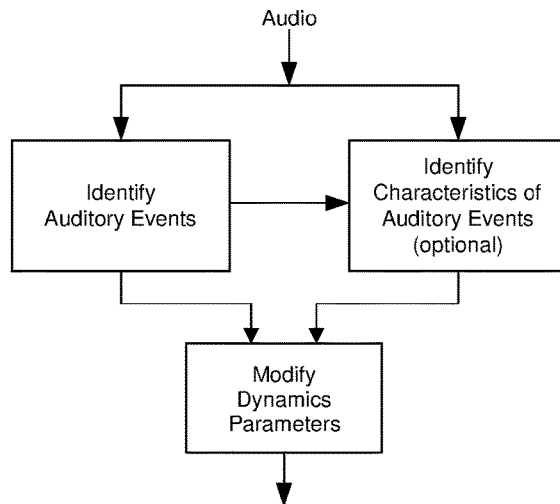 Audio
Identify
Auditory Events
Identify
Characteristics of
Auditory Events
(optional)
Modify
Dynamics
Parameters